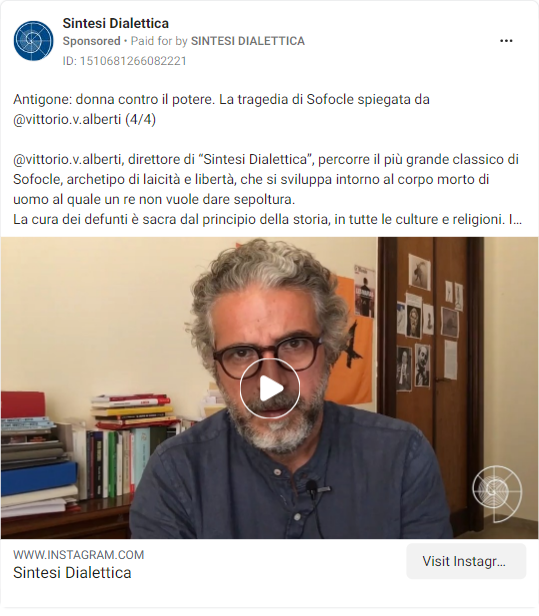 Sintesi Dialettica
Sponsored • Paid for by SINTESI DIALETTICA
ID: 1510681266082221
Antigone: donna contro il potere. La tragedia di Sofocle spiegata da
@vittorio.v.alberti (4/4)
@vittorio.v.alberti, direttore di “Sintesi Dialettica”, percorre il più grande classico di
Sofocle, archetipo di laicità e libertà, che si sviluppa intorno al corpo morto di
uomo al quale un re non vuole dare sepoltura.
La cura dei defunti è sacra dal principio della storia, in tutte le culture e religioni. I...
WWW.INSTAGRAM.COM
Sintesi Dialettica
Visit Instagr...